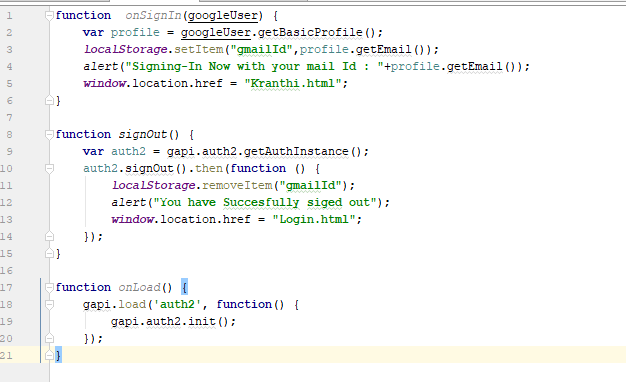 1 function  onSignIn(googleUser) {
2     var profile = googleUser.getBasicProfile();
3     localStorage.setItem("gmailId",profile.getEmail());
4     alert("Signing-In Now with your mail Id : "+profile.getEmail());
5     window.location.href = "Kranthi.html";
6 }
7
8 function signOut() {
9     var auth2 = gapi.auth2.getAuthInstance();
10     auth2.signOut().then(function () {
11         localStorage.removeItem("gmailId");
12         alert("You have Succesfully siged out");
13         window.location.href = "Login.html";
14     });
15 }
16
17 function onLoad() {
18     gapi.load('auth2', function() {
19         gapi.auth2.init();
20     });
21 }